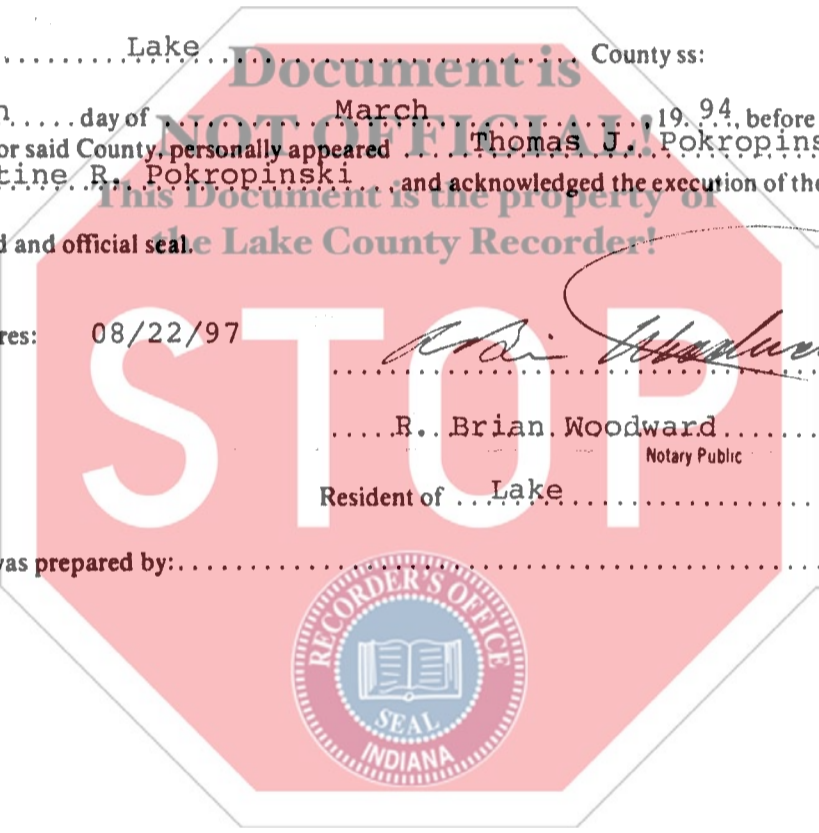 Lake County ss:
Document is
day of March, 19 94, before
NOT OFFICIAL!
or said County, personally appeared Thomas J. Pokropins
tine R. Pokropinski, and acknowledged the execution of the
This Document is the property of
the Lake County Recorder!
d and official seal.
res: 08/22/97
STOP
R. Brian Woodward
Notary Public
Resident of Lake
was prepared by:
RECORDER'S OFFICE
SEAL
INDIANA